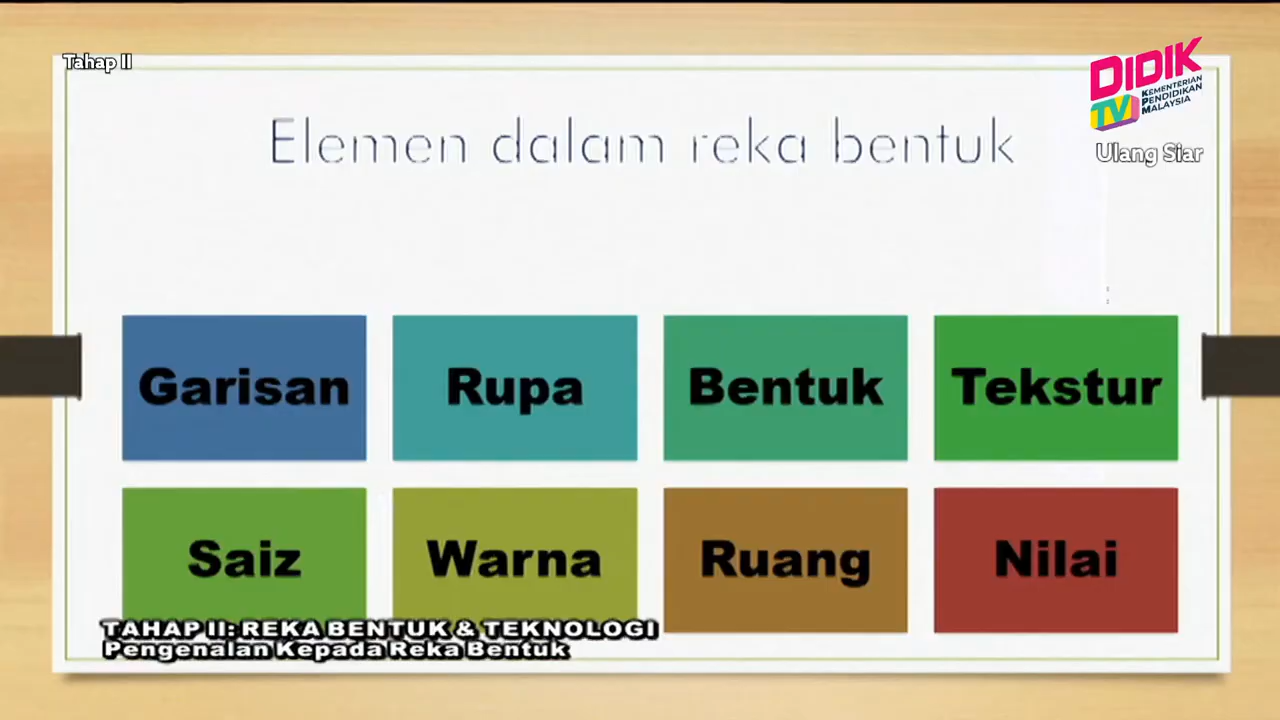 Tahap II
DIDIK
TV
KPM
KEMENTERIAN
PENDIDIKAN
MALAYSIA
Ulang Siar
Elemen dalam reka bentuk
Garisan
Rupa
Bentuk
Tekstur
Saiz
Warna
Ruang
Nilai
TAHAP II: REKA BENTUK & TEKNOLOGI
Pengenalan Kepada Reka Bentuk